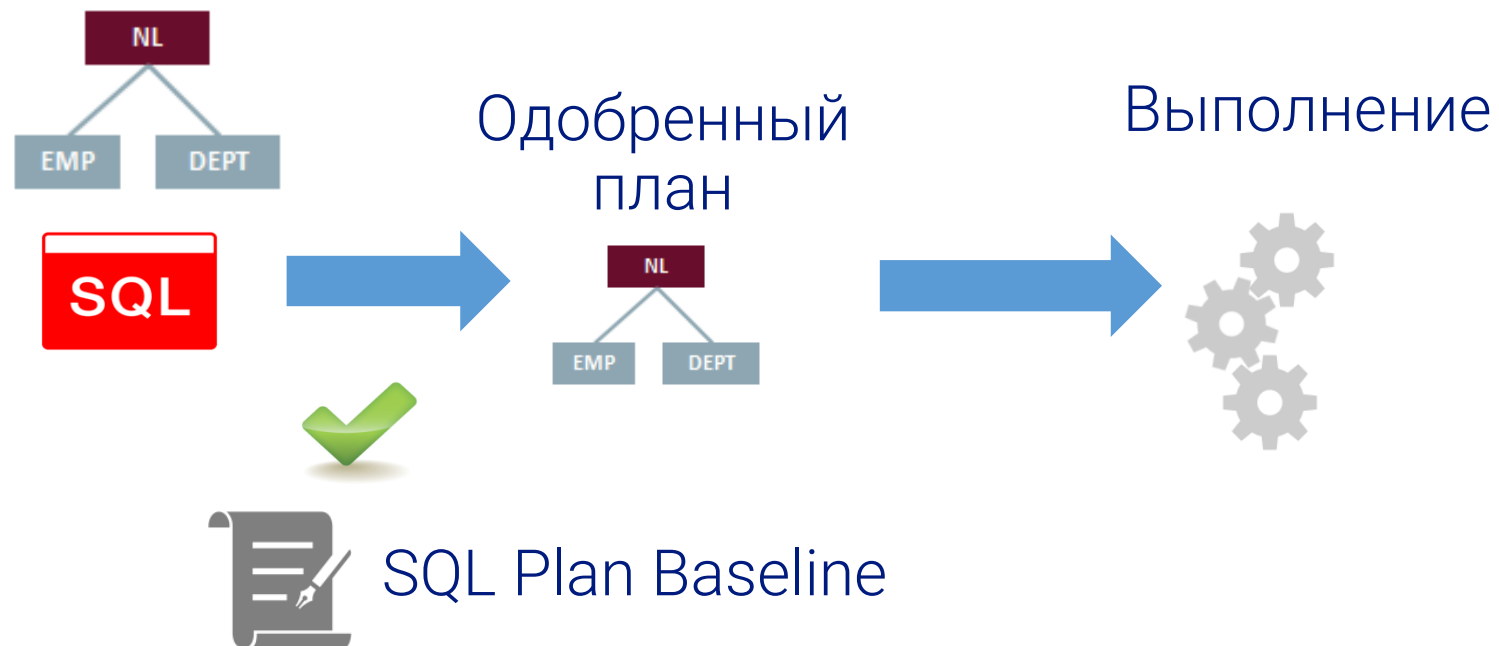 NL
EMP DEPT
SQL
Одобренный
план
NL
EMP DEPT
Выполнение
SQL Plan Baseline